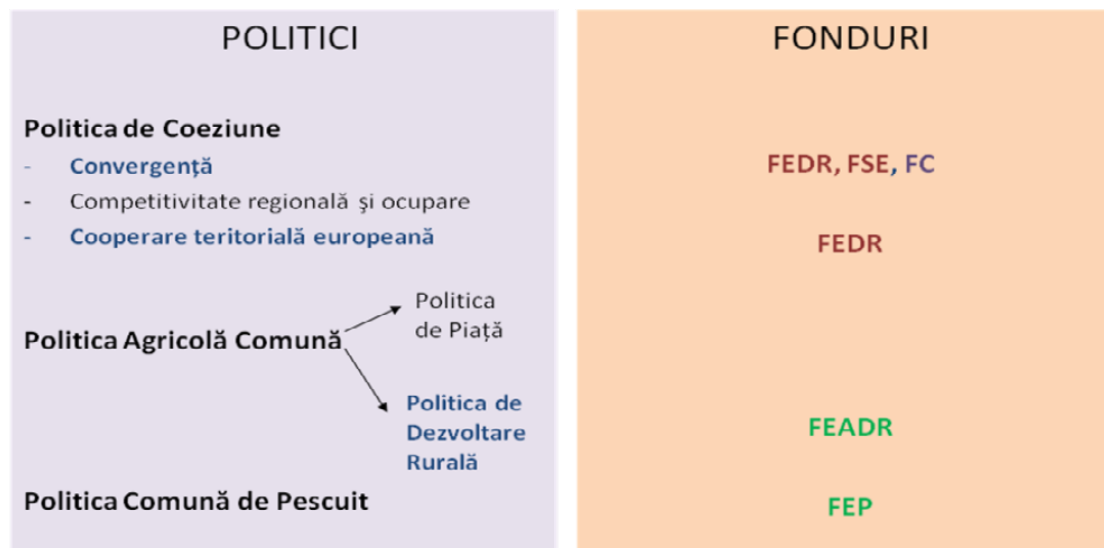 POLITICI
Politica de Coeziune
- Convergenţă
- Competitivitate regională şi ocupare
- Cooperare teritorială europeană
Politica Agricolă Comună
Politica
de Piață
Politica de
Dezvoltare
Rurală
Politica Comună de Pescuit
FONDURI
FEDR, FSE, FC
FEDR
FEADR
FEP